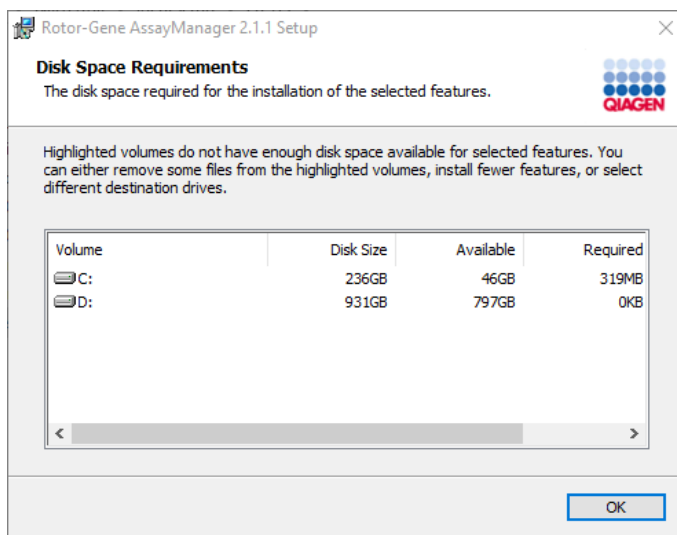 Rotor-Gene AssayManager 2.1.1 Setup
Disk Space Requirements
The disk space required for the installation of the selected features.
QIAGEN
Highlighted volumes do not have enough disk space available for selected features. You
can either remove some files from the highlighted volumes, install fewer features, or select
different destination drives.
Volume Disk Size Available Required
C: 236GB 46GB 319MB
D: 931GB 797GB 0KB
OK